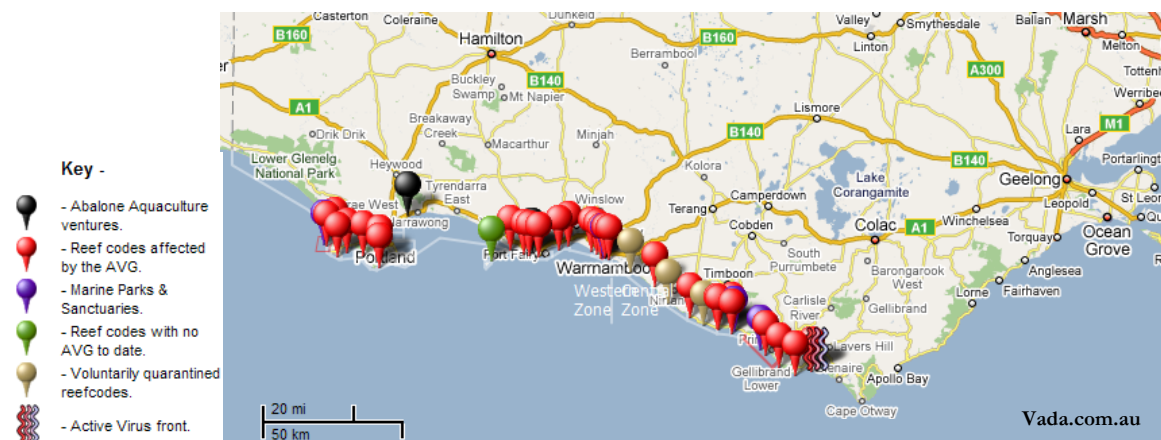 Key -
- Abalone Aquaculture
ventures.
- Reef codes affected
by the AVG.
- Marine Parks &
Sanctuaries.
- Reef codes with no
AVG to date.
- Voluntarily quarantined
reefcodes.
- Active Virus front.
Casterton
Coleraine
Dunkeld
Valley
Smythesdale
Ballan
Marsh
B160
Hamilton
B160
Linton
Melton
Berrambool
A300
Buckley
Swamp
Mt Napier
B140
A1
Lismore
Werribee
M1
Breakaway
Creek
Drik Drik
Macarthur
Minjah
B140
Lara
Lower Glenelg
National Park
Heywood
Kolora
B140
Portarlington
Tyrendarra
East
Winslow
Lake
Corangamite
Geelong
Camperdown
Leopold
Narrawong
Terang
Winchelsea
Cobden
Colac
A1
Torquay
Ocean
Grove
Portland
Port Fairy
South
Purrumbete
Warrnambool
Timboon
Barongarook
West
Anglesea
Western
Zone
Central
Zone
Carlisle
River
Gellibrand
Lorne
Fairhaven
Lavers Hill
Gellibrand
Lower
Glenaire
Apollo Bay
Cape Otway
20 mi
50 km
Vada.com.au